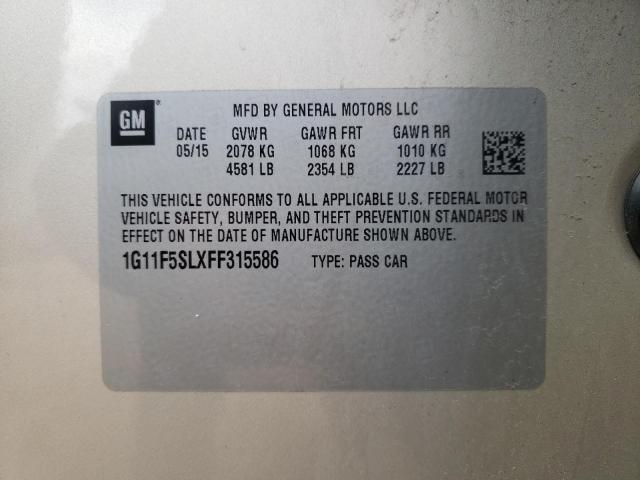 GM
MFD BY GENERAL MOTORS LLC
DATE GVWR GAWR FRT GAWR RR
05/15 2078 KG 1068 KG 1010 KG
4581 LB 2354 LB 2227 LB
THIS VEHICLE CONFORMS TO ALL APPLICABLE U.S. FEDERAL MOTOR
VEHICLE SAFETY, BUMPER, AND THEFT PREVENTION STANDARDS IN
EFFECT ON THE DATE OF MANUFACTURE SHOWN ABOVE.
1G11F5SLXFF315586 TYPE: PASS CAR